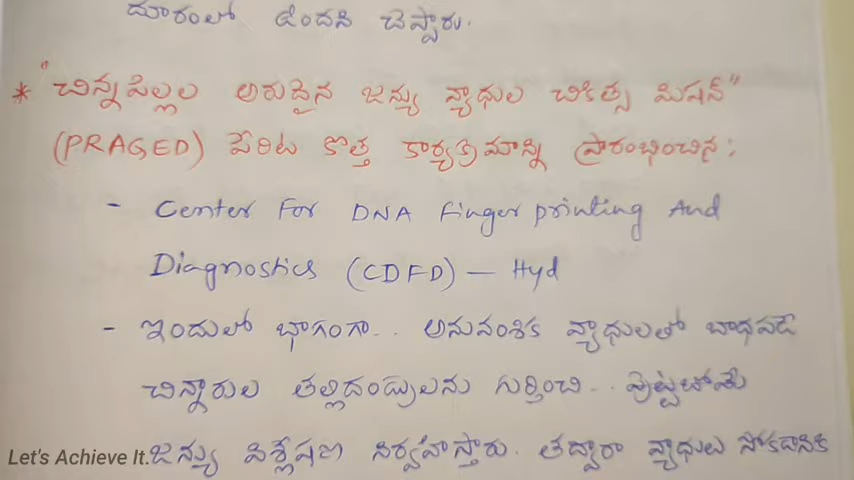 దూరంలో ఉందని చెప్పారు.
* "చిన్నపిల్లల అరుదైన జన్యు వ్యాధుల చికిత్స మిషన్"
(PRAGED) పేరిట కొత్త కార్యక్రమాన్ని ప్రారంభించిన :
- Center For DNA Finger printing And
Diagnostics (CDFD) – Hyd
- ఇందులో భాగంగా.. అనువంశిక వ్యాధులతో బాధపడే
చిన్నారుల తల్లిదండ్రులను గుర్తించి.. పుట్టబోయే
జన్యు విశ్లేషణ నిర్వహిస్తారు. తద్వారా వ్యాధులు సోకడానికి
Let's Achieve It.